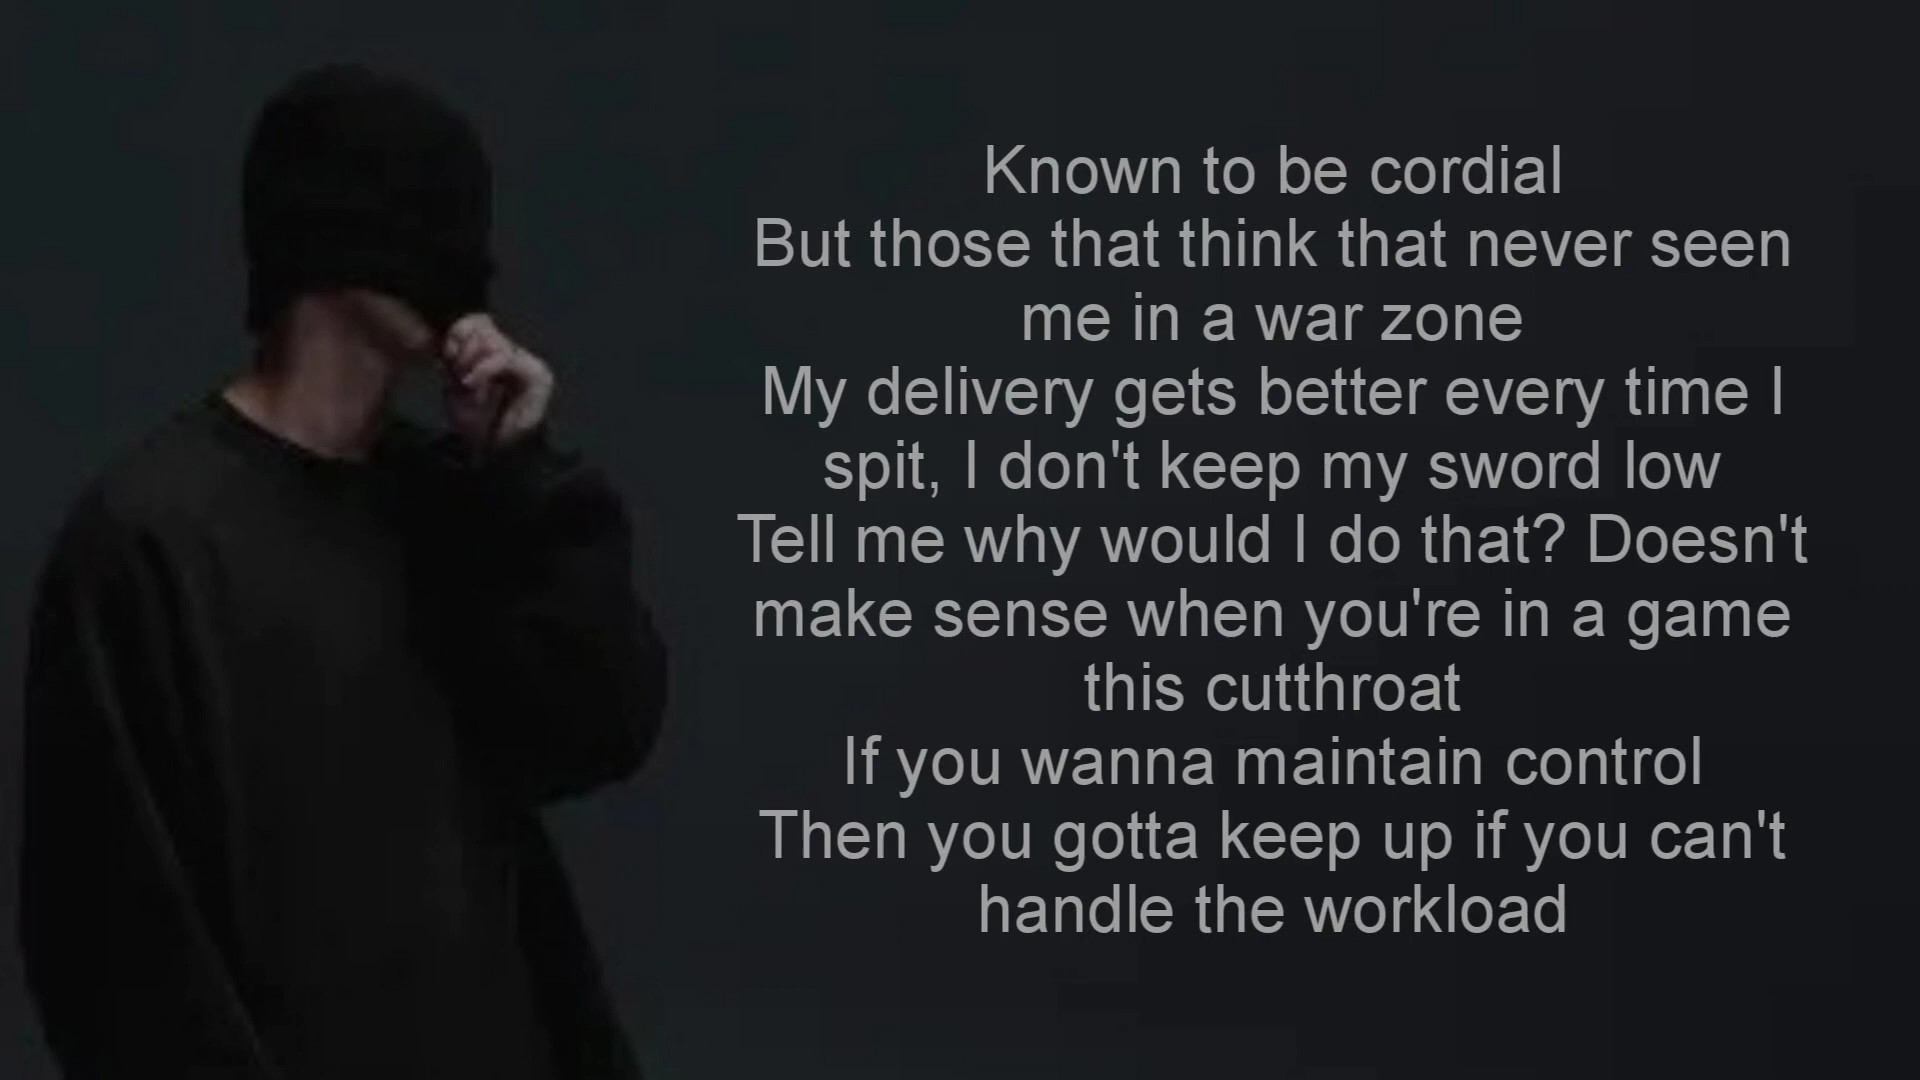 Known to be cordial
But those that think that never seen
me in a war zone
My delivery gets better every time I
spit, I don't keep my sword low
Tell me why would I do that? Doesn't
make sense when you're in a game
this cutthroat
If you wanna maintain control
Then you gotta keep up if you can't
handle the workload